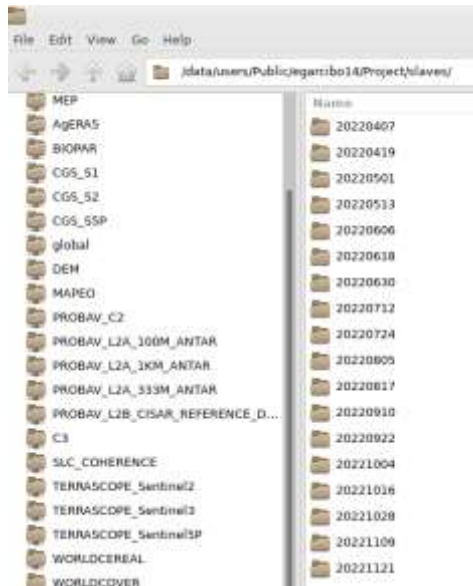 File Edit View Go Help
/data/users/Public/egarcibo14/Project/slaves/
MEP
AgERA5
BIOPAR
CGS_S1
CGS_S2
CGS_S5P
global
DEM
MAPEO
PROBAV_C2
PROBAV_L2A_100M_ANTAR
PROBAV_L2A_1KM_ANTAR
PROBAV_L2A_333M_ANTAR
PROBAV_L2B_CISAR_REFERENCE_D...
C3
SLC_COHERENCE
TERRASCOPE_Sentinel2
TERRASCOPE_Sentinel3
TERRASCOPE_Sentinel5P
WORLDCEREAL
WORLDCOVER
Name
20220407
20220419
20220501
20220513
20220606
20220618
20220630
20220712
20220724
20220805
20220817
20220910
20220922
20221004
20221016
20221028
20221109
20221121